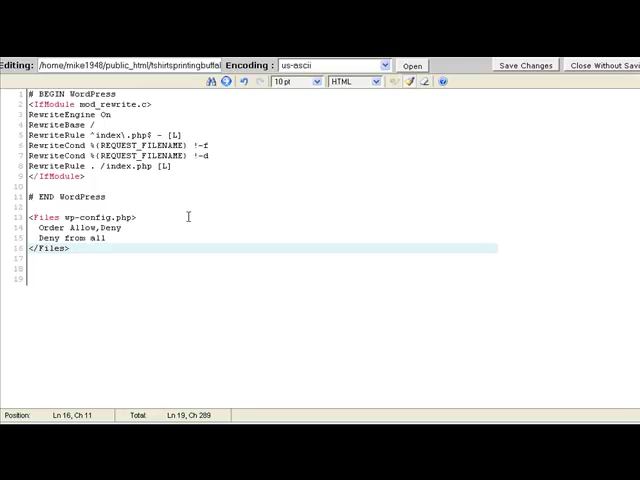 Editing: /home/mike1948/public_html/tshirtsprintingbuffal Encoding : us-ascii Open Save Changes Close Without Savi
10 pt HTML
1 # BEGIN WordPress
2 <IfModule mod_rewrite.c>
3 RewriteEngine On
4 RewriteBase /
5 RewriteRule ^index\.php$ - [L]
6 RewriteCond %{REQUEST_FILENAME} !-f
7 RewriteCond %{REQUEST_FILENAME} !-d
8 RewriteRule . /index.php [L]
9 </IfModule>
10
11 # END WordPress
12
13 <Files wp-config.php>
14 Order Allow,Deny
15 Deny from all
16 </Files>
17
18
19
Position: Ln 16, Ch 11 Total: Ln 19, Ch 289